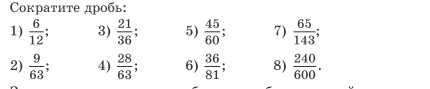 Сократите дробь:
1) 6/12; 3) 21/36; 5) 45/60; 7) 65/143;
2) 9/63; 4) 28/63; 6) 36/81; 8) 240/600.